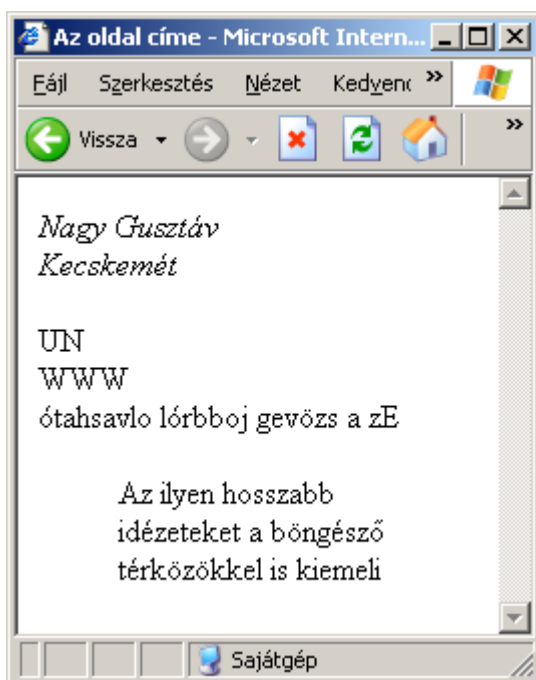 Az oldal címe - Microsoft Intern...
Fájl Szerkesztés Nézet Kedvenc »
Vissza »
Nagy Gusztáv
Kecskemét
UN
WWW
ótahsavlo lórbboj gevözs a zE
Az ilyen hosszabb
idézeteket a böngésző
térközökkel is kiemeli
Sajátgép